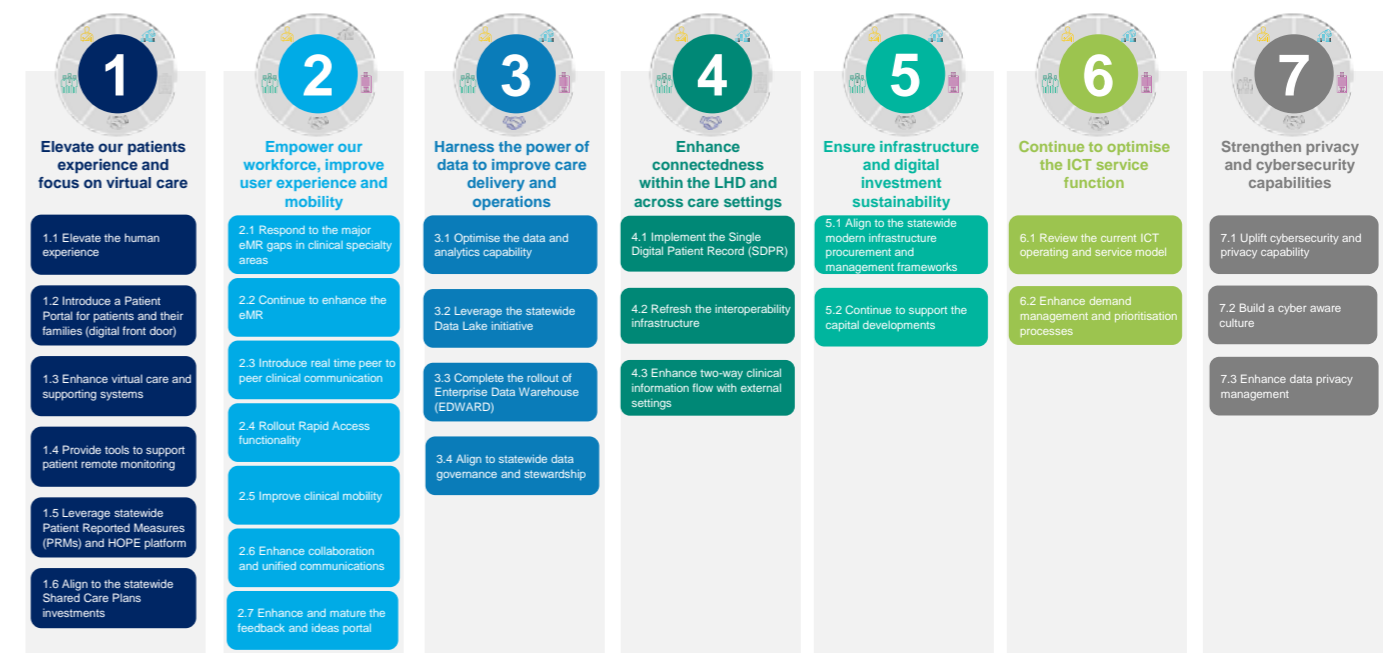 1
Elevate our patients
experience and
focus on virtual care
1.1 Elevate the human
experience
1.2 Introduce a Patient
Portal for patients and their
families (digital front door)
1.3 Enhance virtual care and
supporting systems
1.4 Provide tools to support
patient remote monitoring
1.5 Leverage statewide
Patient Reported Measures
(PRMs) and HOPE platform
1.6 Align to the statewide
Shared Care Plans
investments
2
Empower our
workforce, improve
user experience and
mobility
2.1 Respond to the major
eMR gaps in clinical specialty
areas
2.2 Continue to enhance the
eMR
2.3 Introduce real time peer to
peer clinical communication
2.4 Rollout Rapid Access
functionality
2.5 Improve clinical mobility
2.6 Enhance collaboration
and unified communications
2.7 Enhance and mature the
feedback and ideas portal
3
Harness the power of
data to improve care
delivery and
operations
3.1 Optimise the data and
analytics capability
3.2 Leverage the statewide
Data Lake initiative
3.3 Complete the rollout of
Enterprise Data Warehouse
(EDWARD)
3.4 Align to statewide data
governance and stewardship
4
Enhance
connectedness
within the LHD and
across care settings
4.1 Implement the Single
Digital Patient Record (SDPR)
4.2 Refresh the interoperability
infrastructure
4.3 Enhance two-way clinical
information flow with external
settings
5
Ensure infrastructure
and digital
investment
sustainability
5.1 Align to the statewide
modern infrastructure
procurement and
management frameworks
5.2 Continue to support the
capital developments
6
Continue to optimise
the ICT service
function
6.1 Review the current ICT
operating and service model
6.2 Enhance demand
management and prioritisation
processes
7
Strengthen privacy
and cybersecurity
capabilities
7.1 Uplift cybersecurity and
privacy capability
7.2 Build a cyber aware
culture
7.3 Enhance data privacy
management